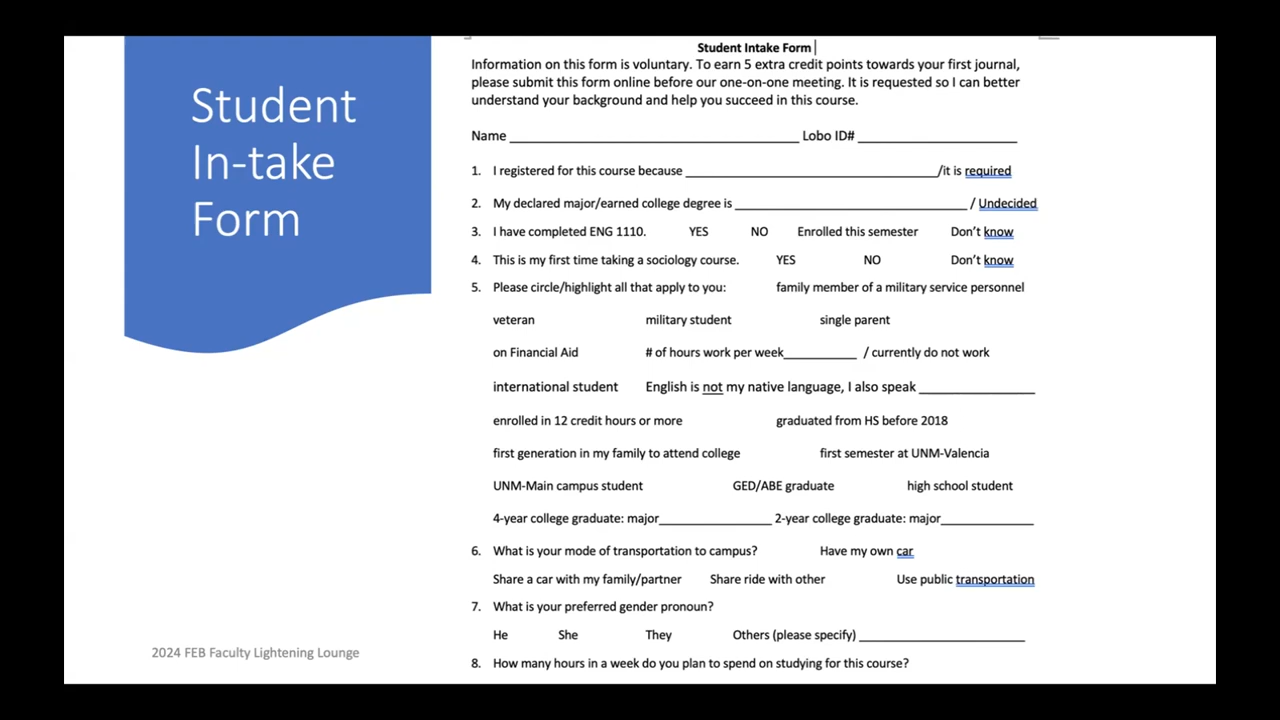 Student
In-take
Form
2024 FEB Faculty Lightening Lounge
Student Intake Form
Information on this form is voluntary. To earn 5 extra credit points towards your first journal,
please submit this form online before our one-on-one meeting. It is requested so I can better
understand your background and help you succeed in this course.
Name ______________________________ Lobo ID# ________________
1. I registered for this course because __________________________/it is required
2. My declared major/earned college degree is ________________________ / Undecided
3. I have completed ENG 1110. YES NO Enrolled this semester Don't know
4. This is my first time taking a sociology course. YES NO Don't know
5. Please circle/highlight all that apply to you: family member of a military service personnel
veteran military student single parent
on Financial Aid # of hours work per week__________ / currently do not work
international student English is not my native language, I also speak _______________
enrolled in 12 credit hours or more graduated from HS before 2018
first generation in my family to attend college first semester at UNM-Valencia
UNM-Main campus student GED/ABE graduate high school student
4-year college graduate: major_______________ 2-year college graduate: major____________
6. What is your mode of transportation to campus? Have my own car
Share a car with my family/partner Share ride with other Use public transportation
7. What is your preferred gender pronoun?
He She They Others (please specify) ______________________
8. How many hours in a week do you plan to spend on studying for this course?